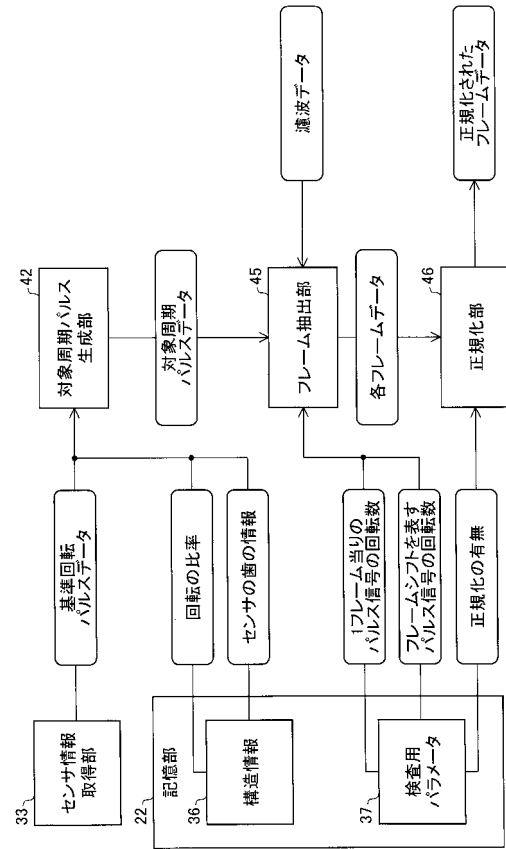 33
センサ情報
取得部
基準回転
パルスデータ
42
対象周期パルス
生成部
22
記憶部
36
構造情報
回転の比率
センサの歯の情報
対象周期
パルスデータ
37
検査用
パラメータ
1フレーム当りの
パルス信号の回転数
フレームシフトを表す
パルス信号の回転数
正規化の有無
45
フレーム抽出部
濾波データ
各フレームデータ
46
正規化部
正規化された
フレームデータ